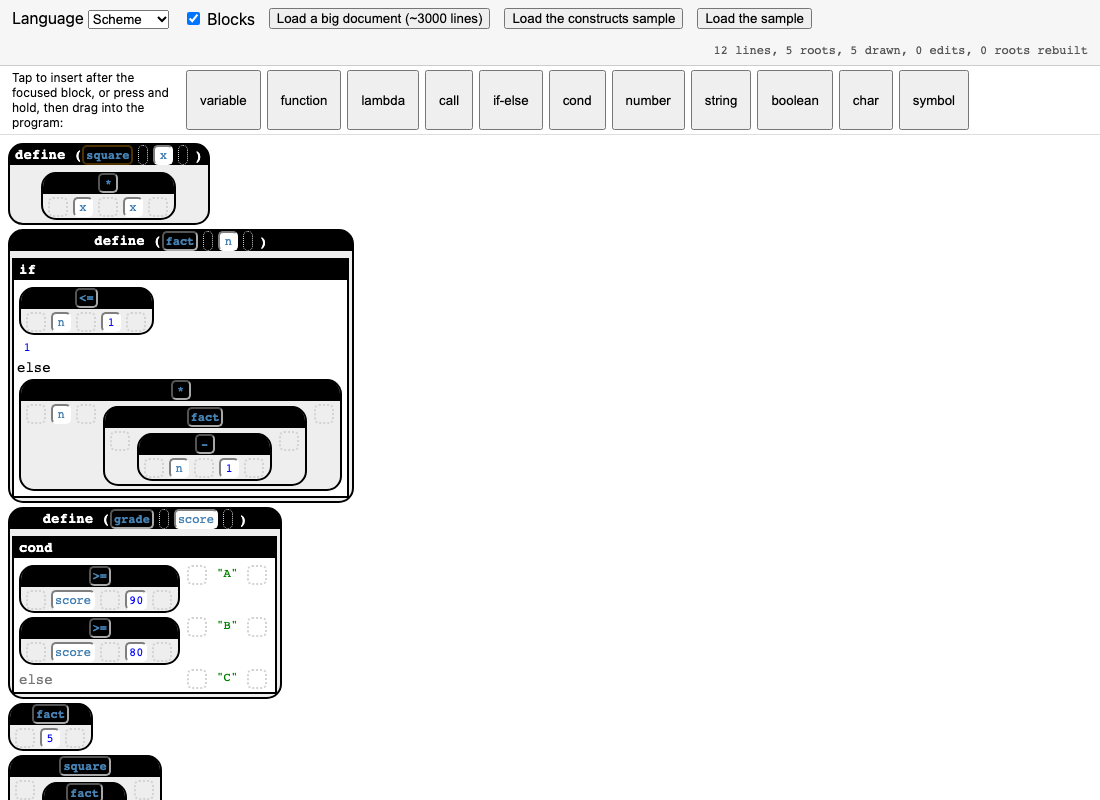 Language Scheme Blocks Load a big document (~3000 lines) Load the constructs sample Load the sample
12 lines, 5 roots, 5 drawn, 0 edits, 0 roots rebuilt
Tap to insert after the
focused block, or press and
hold, then drag into the
program:
variable function lambda call if-else cond number string boolean char symbol
define (square x )
*
x x
define (fact n )
if
<=
n 1
1
else
*
n
fact
-
n 1
define (grade score )
cond
>= "A"
score 90
>= "B"
score 80
else "C"
fact
5
square
fact